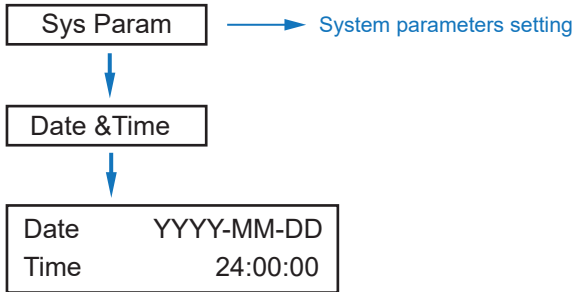 Sys Param System parameters setting
Date &Time
Date YYYY-MM-DD
Time 24:00:00